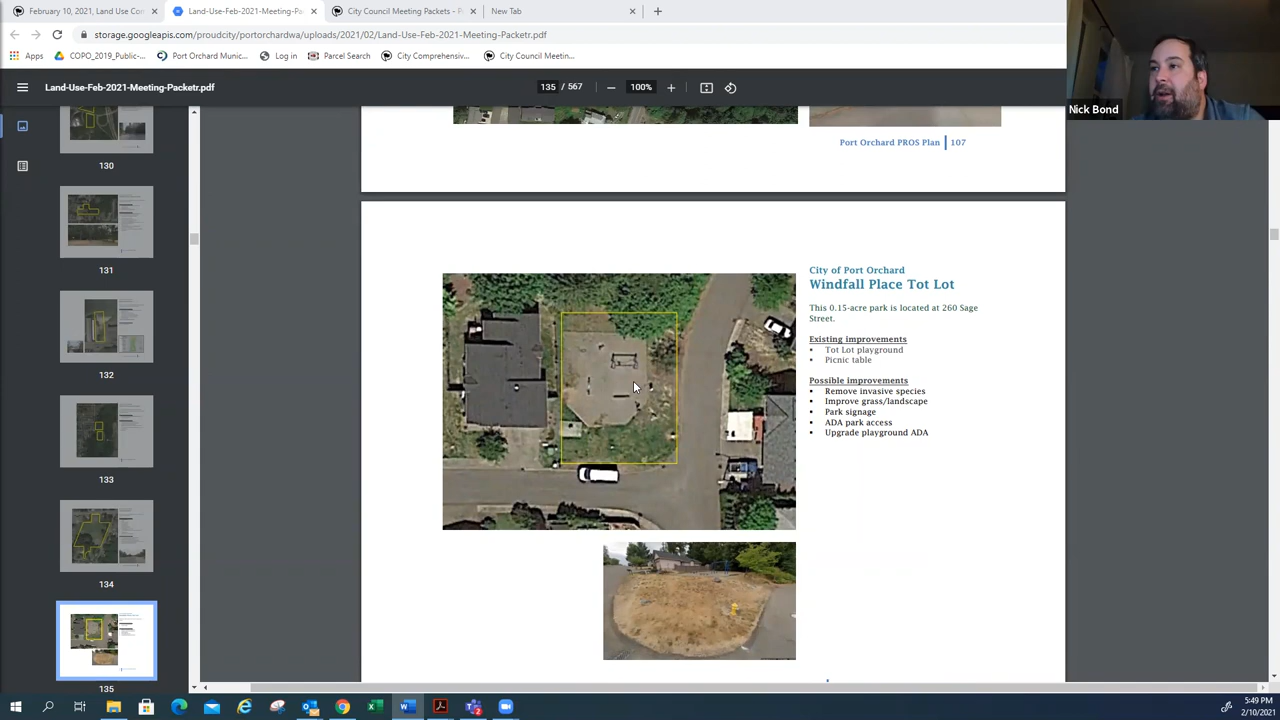 February 10, 2021, Land Use Con
Land-Use-Feb-2021-Meeting-Pa
City Council Meeting Packets - P
New Tab
storage.googleapis.com/proudcity/portorchardwa/uploads/2021/02/Land-Use-Feb-2021-Meeting-Packetr.pdf
Apps
COPO_2019_Public-...
Port Orchard Munic...
Log in
Parcel Search
City Comprehensiv...
City Council Meetin...
Land-Use-Feb-2021-Meeting-Packetr.pdf
135 / 567
100%
Nick Bond
Port Orchard PROS Plan 107
130
131
132
133
134
135
City of Port Orchard
Windfall Place Tot Lot
This 0.15-acre park is located at 260 Sage
Street.
Existing improvements
▪ Tot Lot playground
▪ Picnic table
Possible improvements
▪ Remove invasive species
▪ Improve grass/landscape
▪ Park signage
▪ ADA park access
▪ Upgrade playground ADA
5:49 PM
2/10/2021